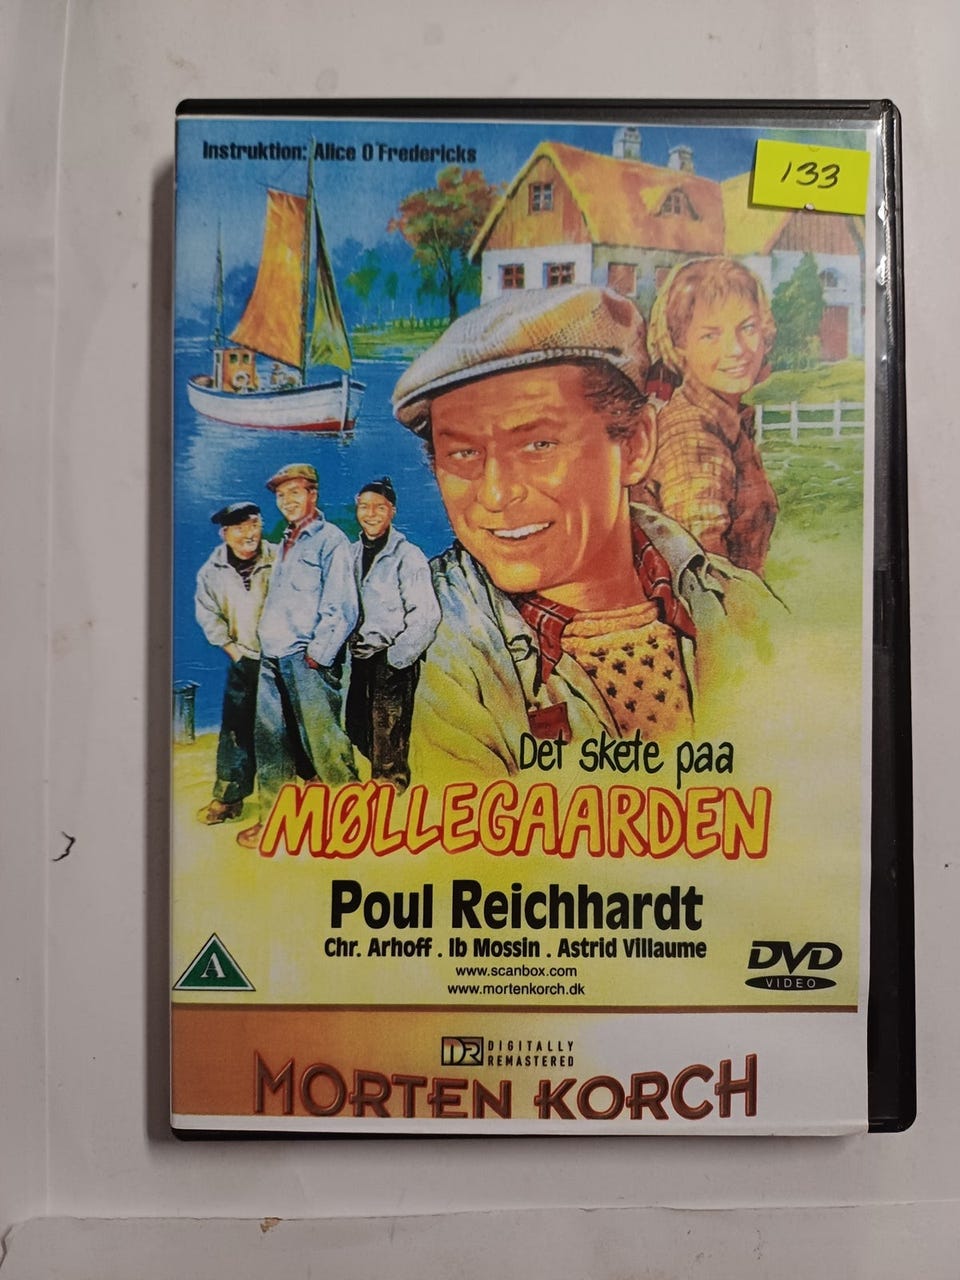 Instruktion: Alice O'Fredericks
133
Det skete paa
MØLLEGAARDEN
Poul Reichhardt
Chr. Arhoff . Ib Mossin . Astrid Villaume
www.scanbox.com
www.mortenkorch.dk
A
DVD
VIDEO
DR DIGITALLY
REMASTERED
MORTEN KORCH